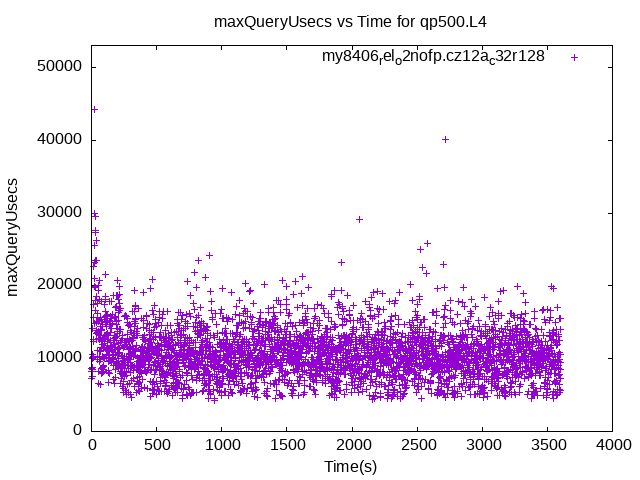 maxQueryUsecs vs Time for qp500.L4
my8406relo2nofp.cz12ac32r128
50000
40000
30000
20000
10000
0
maxQueryUsecs
0 500 1000 1500 2000 2500 3000 3500 4000
Time(s)